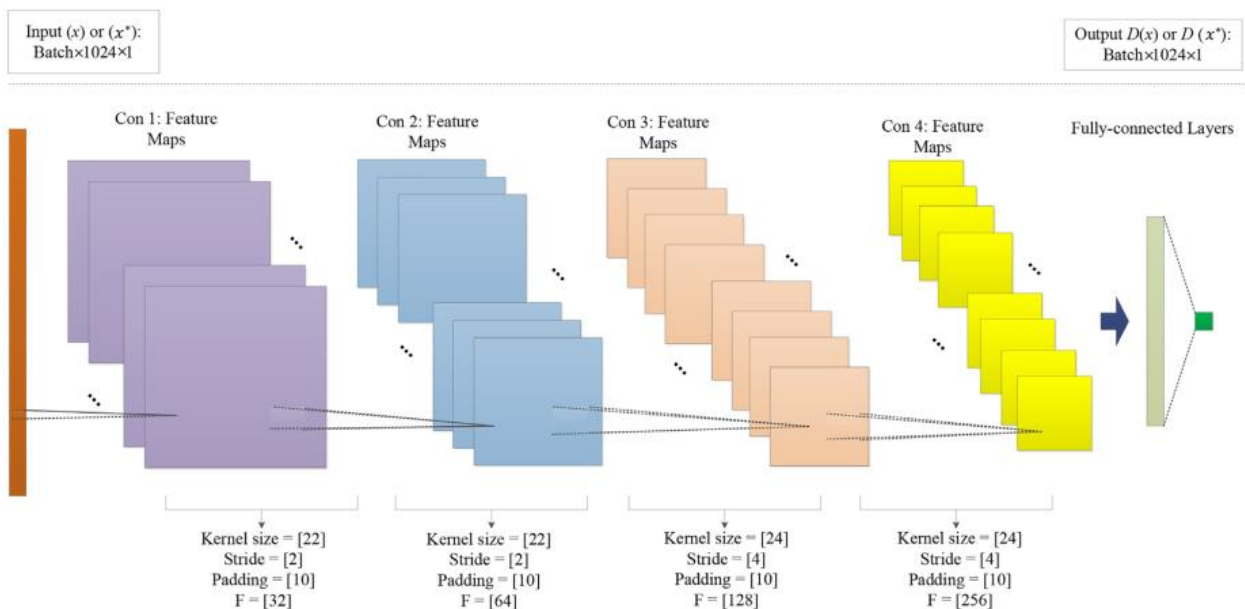 Input (x) or (x*):
Batch×1024×1
Output D(x) or D (x*):
Batch×1024×1
Con 1: Feature
Maps
Con 2: Feature
Maps
Con 3: Feature
Maps
Con 4: Feature
Maps
Fully-connected Layers
Kernel size = [22]
Stride = [2]
Padding = [10]
F = [32]
Kernel size = [22]
Stride = [2]
Padding = [10]
F = [64]
Kernel size = [24]
Stride = [4]
Padding = [10]
F = [128]
Kernel size = [24]
Stride = [4]
Padding = [10]
F = [256]